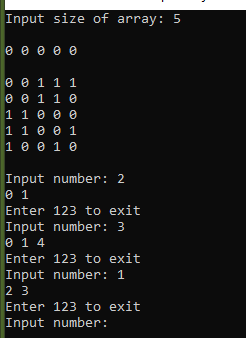 Input size of array: 5
0 0 0 0 0
0 0 1 1 1
0 0 1 1 0
1 1 0 0 0
1 1 0 0 1
1 0 0 1 0
Input number: 2
0 1
Enter 123 to exit
Input number: 3
0 1 4
Enter 123 to exit
Input number: 1
2 3
Enter 123 to exit
Input number: